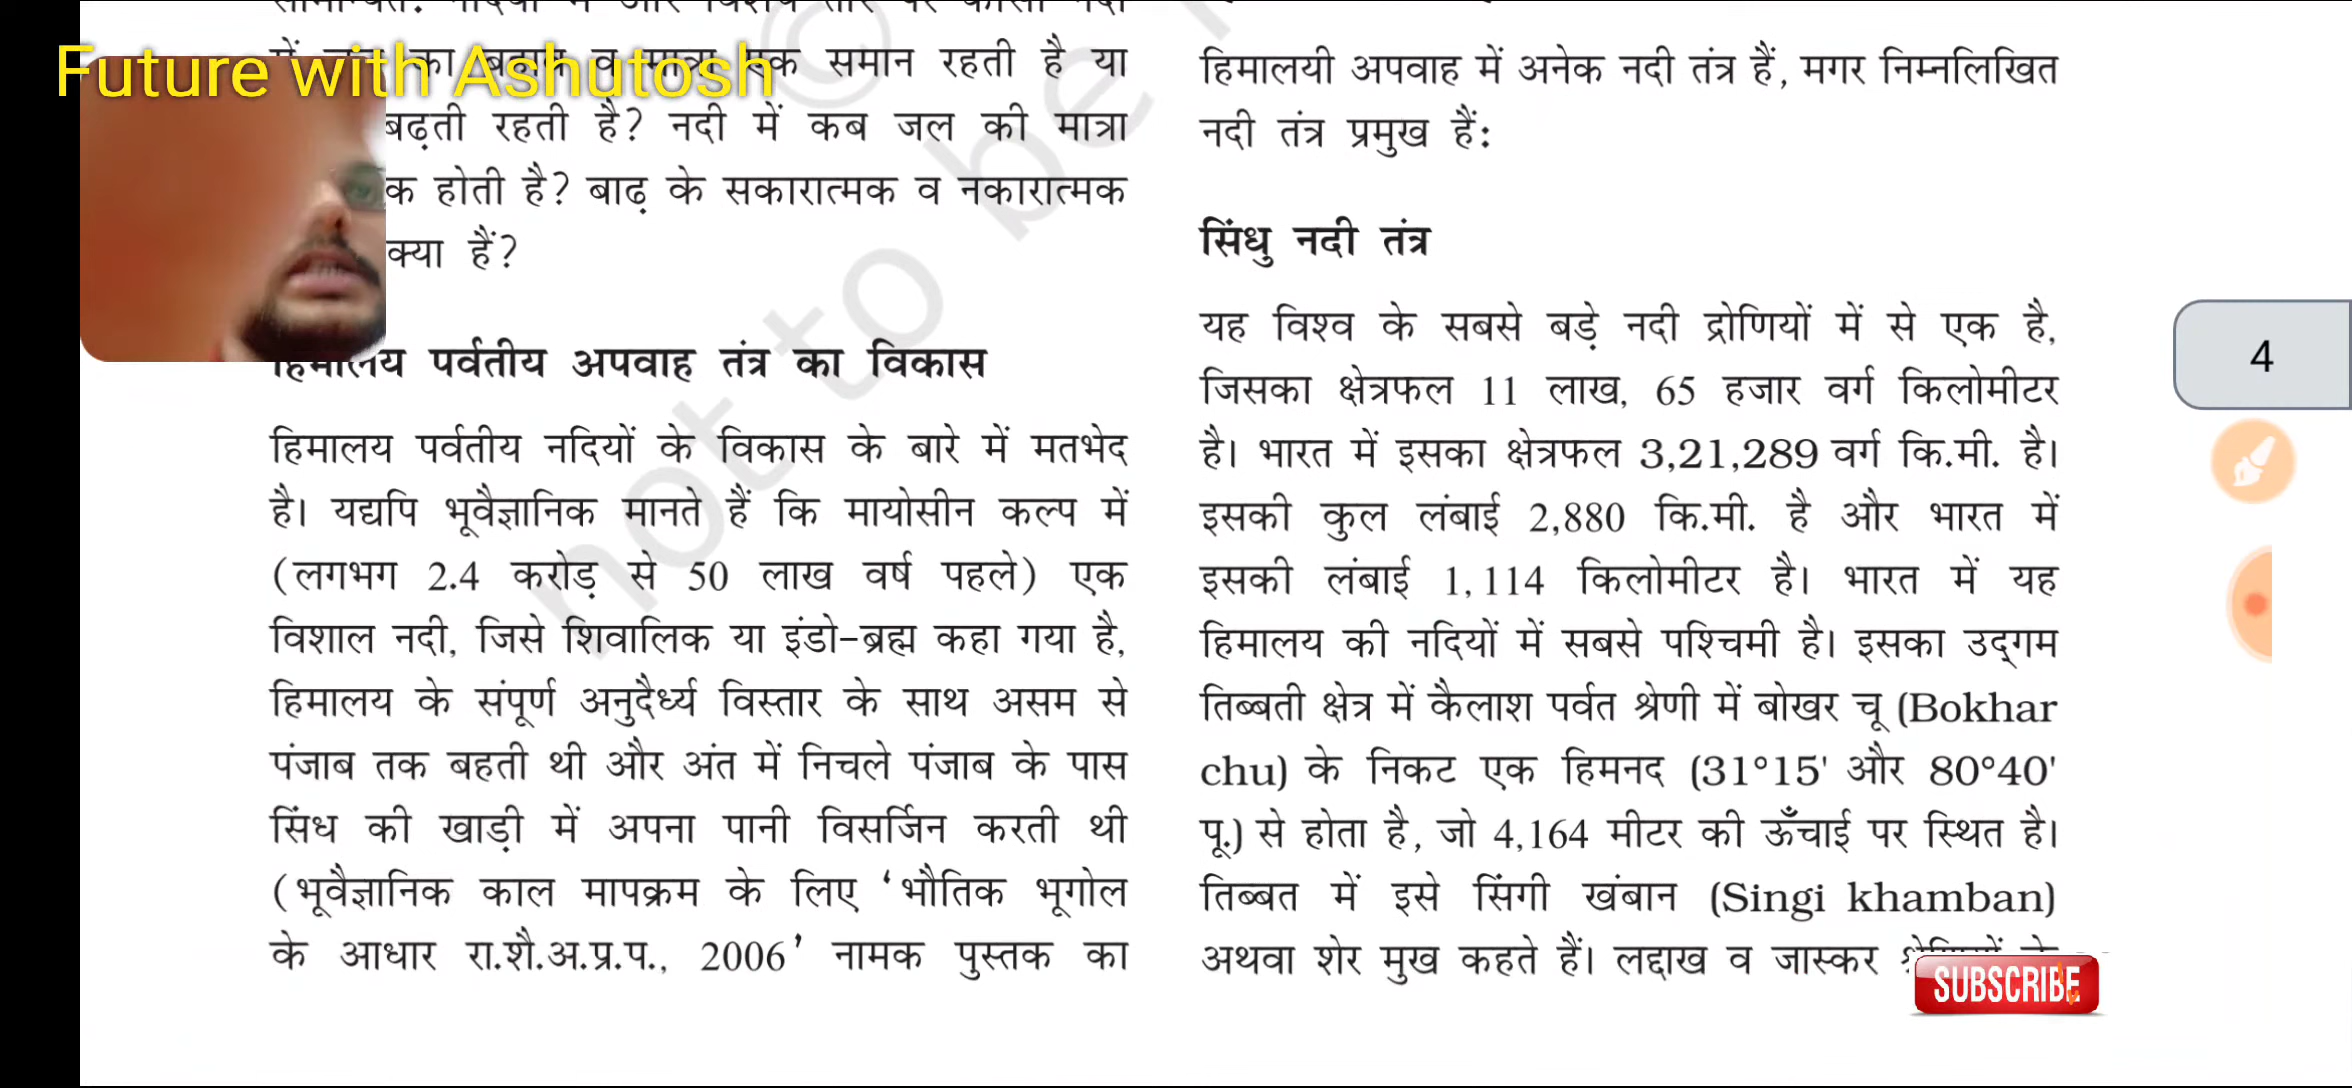 Future with Ashutosh
का बहाव व मात्रा एक समान रहती है या
बढ़ती रहती है? नदी में कब जल की मात्रा
क होती है? बाढ़ के सकारात्मक व नकारात्मक
क्या हैं?
हिमालय पर्वतीय अपवाह तंत्र का विकास
हिमालय पर्वतीय नदियों के विकास के बारे में मतभेद
है। यद्यपि भूवैज्ञानिक मानते हैं कि मायोसीन कल्प में
(लगभग 2.4 करोड़ से 50 लाख वर्ष पहले) एक
विशाल नदी, जिसे शिवालिक या इंडो-ब्रह्म कहा गया है,
हिमालय के संपूर्ण अनुदैर्ध्य विस्तार के साथ असम से
पंजाब तक बहती थी और अंत में निचले पंजाब के पास
सिंध की खाड़ी में अपना पानी विसर्जिन करती थी
(भूवैज्ञानिक काल मापक्रम के लिए ‘भौतिक भूगोल
के आधार रा.शै.अ.प्र.प., 2006’ नामक पुस्तक का
हिमालयी अपवाह में अनेक नदी तंत्र हैं, मगर निम्नलिखित
नदी तंत्र प्रमुख हैं:
सिंधु नदी तंत्र
यह विश्व के सबसे बड़े नदी द्रोणियों में से एक है,
जिसका क्षेत्रफल 11 लाख, 65 हजार वर्ग किलोमीटर
है। भारत में इसका क्षेत्रफल 3,21,289 वर्ग कि.मी. है।
इसकी कुल लंबाई 2,880 कि.मी. है और भारत में
इसकी लंबाई 1,114 किलोमीटर है। भारत में यह
हिमालय की नदियों में सबसे पश्चिमी है। इसका उद्‌गम
तिब्बती क्षेत्र में कैलाश पर्वत श्रेणी में बोखर चू (Bokhar
chu) के निकट एक हिमनद (31°15' और 80°40'
पू.) से होता है, जो 4,164 मीटर की ऊँचाई पर स्थित है।
तिब्बत में इसे सिंगी खंबान (Singi khamban)
अथवा शेर मुख कहते हैं। लद्दाख व जास्कर
4
SUBSCRIBE
not to be
©